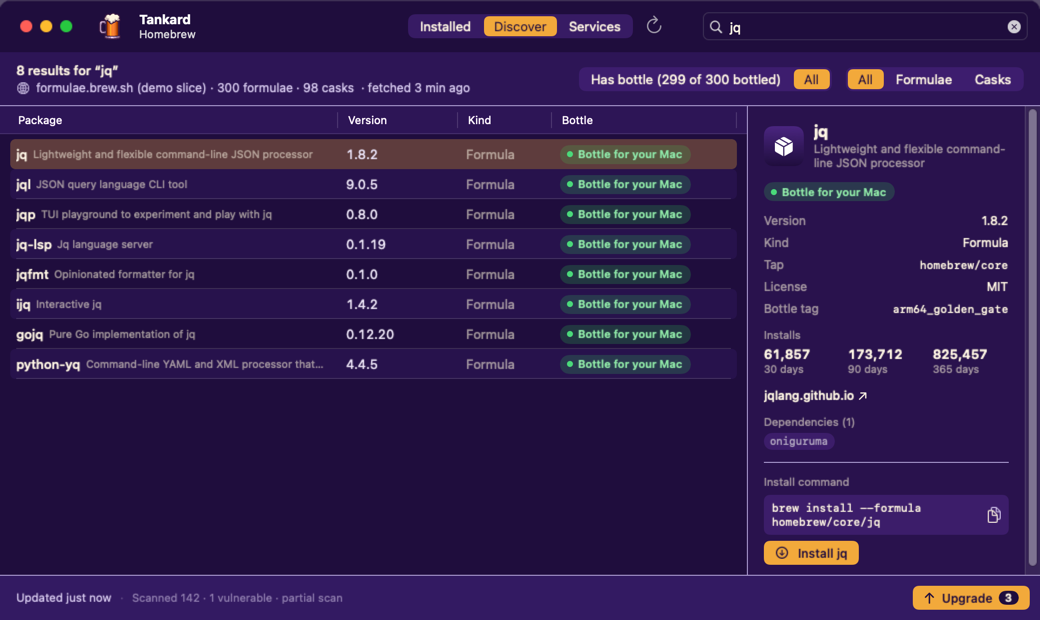 Tankard
Homebrew
Installed Discover Services
jq
8 results for “jq”
formulae.brew.sh (demo slice) · 300 formulae · 98 casks · fetched 3 min ago
Has bottle (299 of 300 bottled) All
All Formulae Casks
Package Version Kind Bottle
jq Lightweight and flexible command-line JSON processor 1.8.2 Formula Bottle for your Mac
jql JSON query language CLI tool 9.0.5 Formula Bottle for your Mac
jqp TUI playground to experiment and play with jq 0.8.0 Formula Bottle for your Mac
jq-lsp Jq language server 0.1.19 Formula Bottle for your Mac
jqfmt Opinionated formatter for jq 0.1.0 Formula Bottle for your Mac
ijq Interactive jq 1.4.2 Formula Bottle for your Mac
gojq Pure Go implementation of jq 0.12.20 Formula Bottle for your Mac
python-yq Command-line YAML and XML processor that... 4.4.5 Formula Bottle for your Mac
jq
Lightweight and flexible command-
line JSON processor
Bottle for your Mac
Version 1.8.2
Kind Formula
Tap homebrew/core
License MIT
Bottle tag arm64_golden_gate
Installs
61,857 173,712 825,457
30 days 90 days 365 days
jqlang.github.io ↗
Dependencies (1)
oniguruma
Install command
brew install --formula
homebrew/core/jq
Install jq
Updated just now · Scanned 142 · 1 vulnerable · partial scan
Upgrade 3